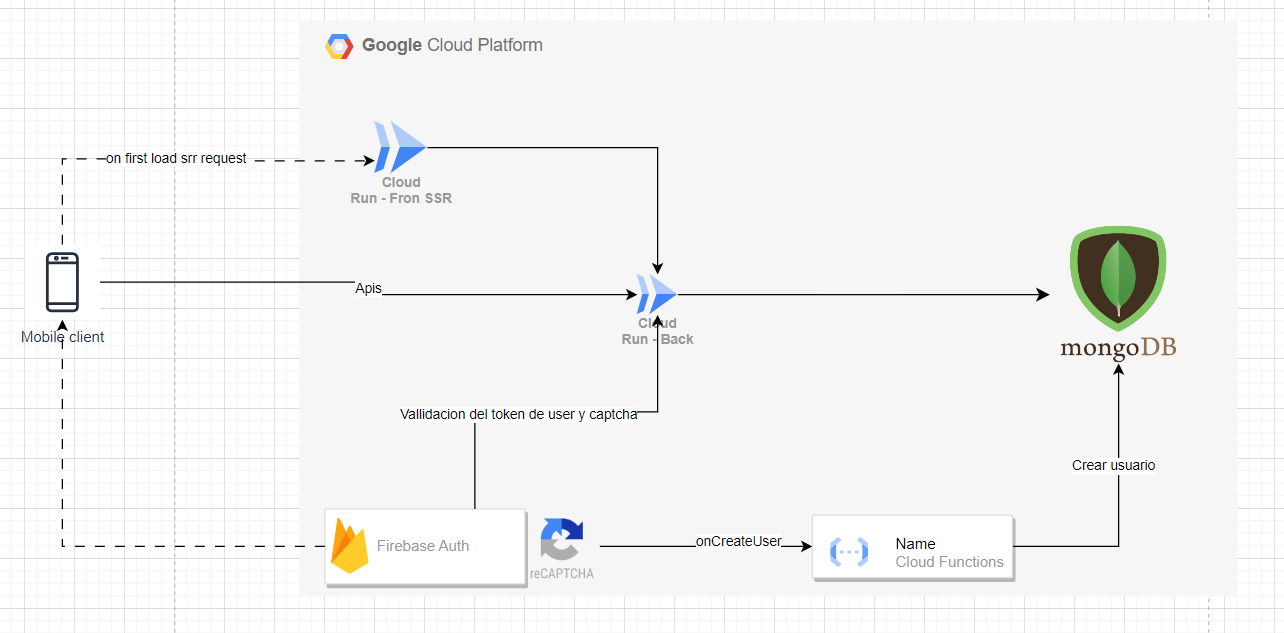 Google Cloud Platform
on first load srr request
Cloud
Run - Fron SSR
Apis
Mobile client
Cloud
Run - Back
mongoDB
Vallidacion del token de user y captcha
Crear usuario
Firebase Auth
reCAPTCHA
onCreateUser
Name
Cloud Functions